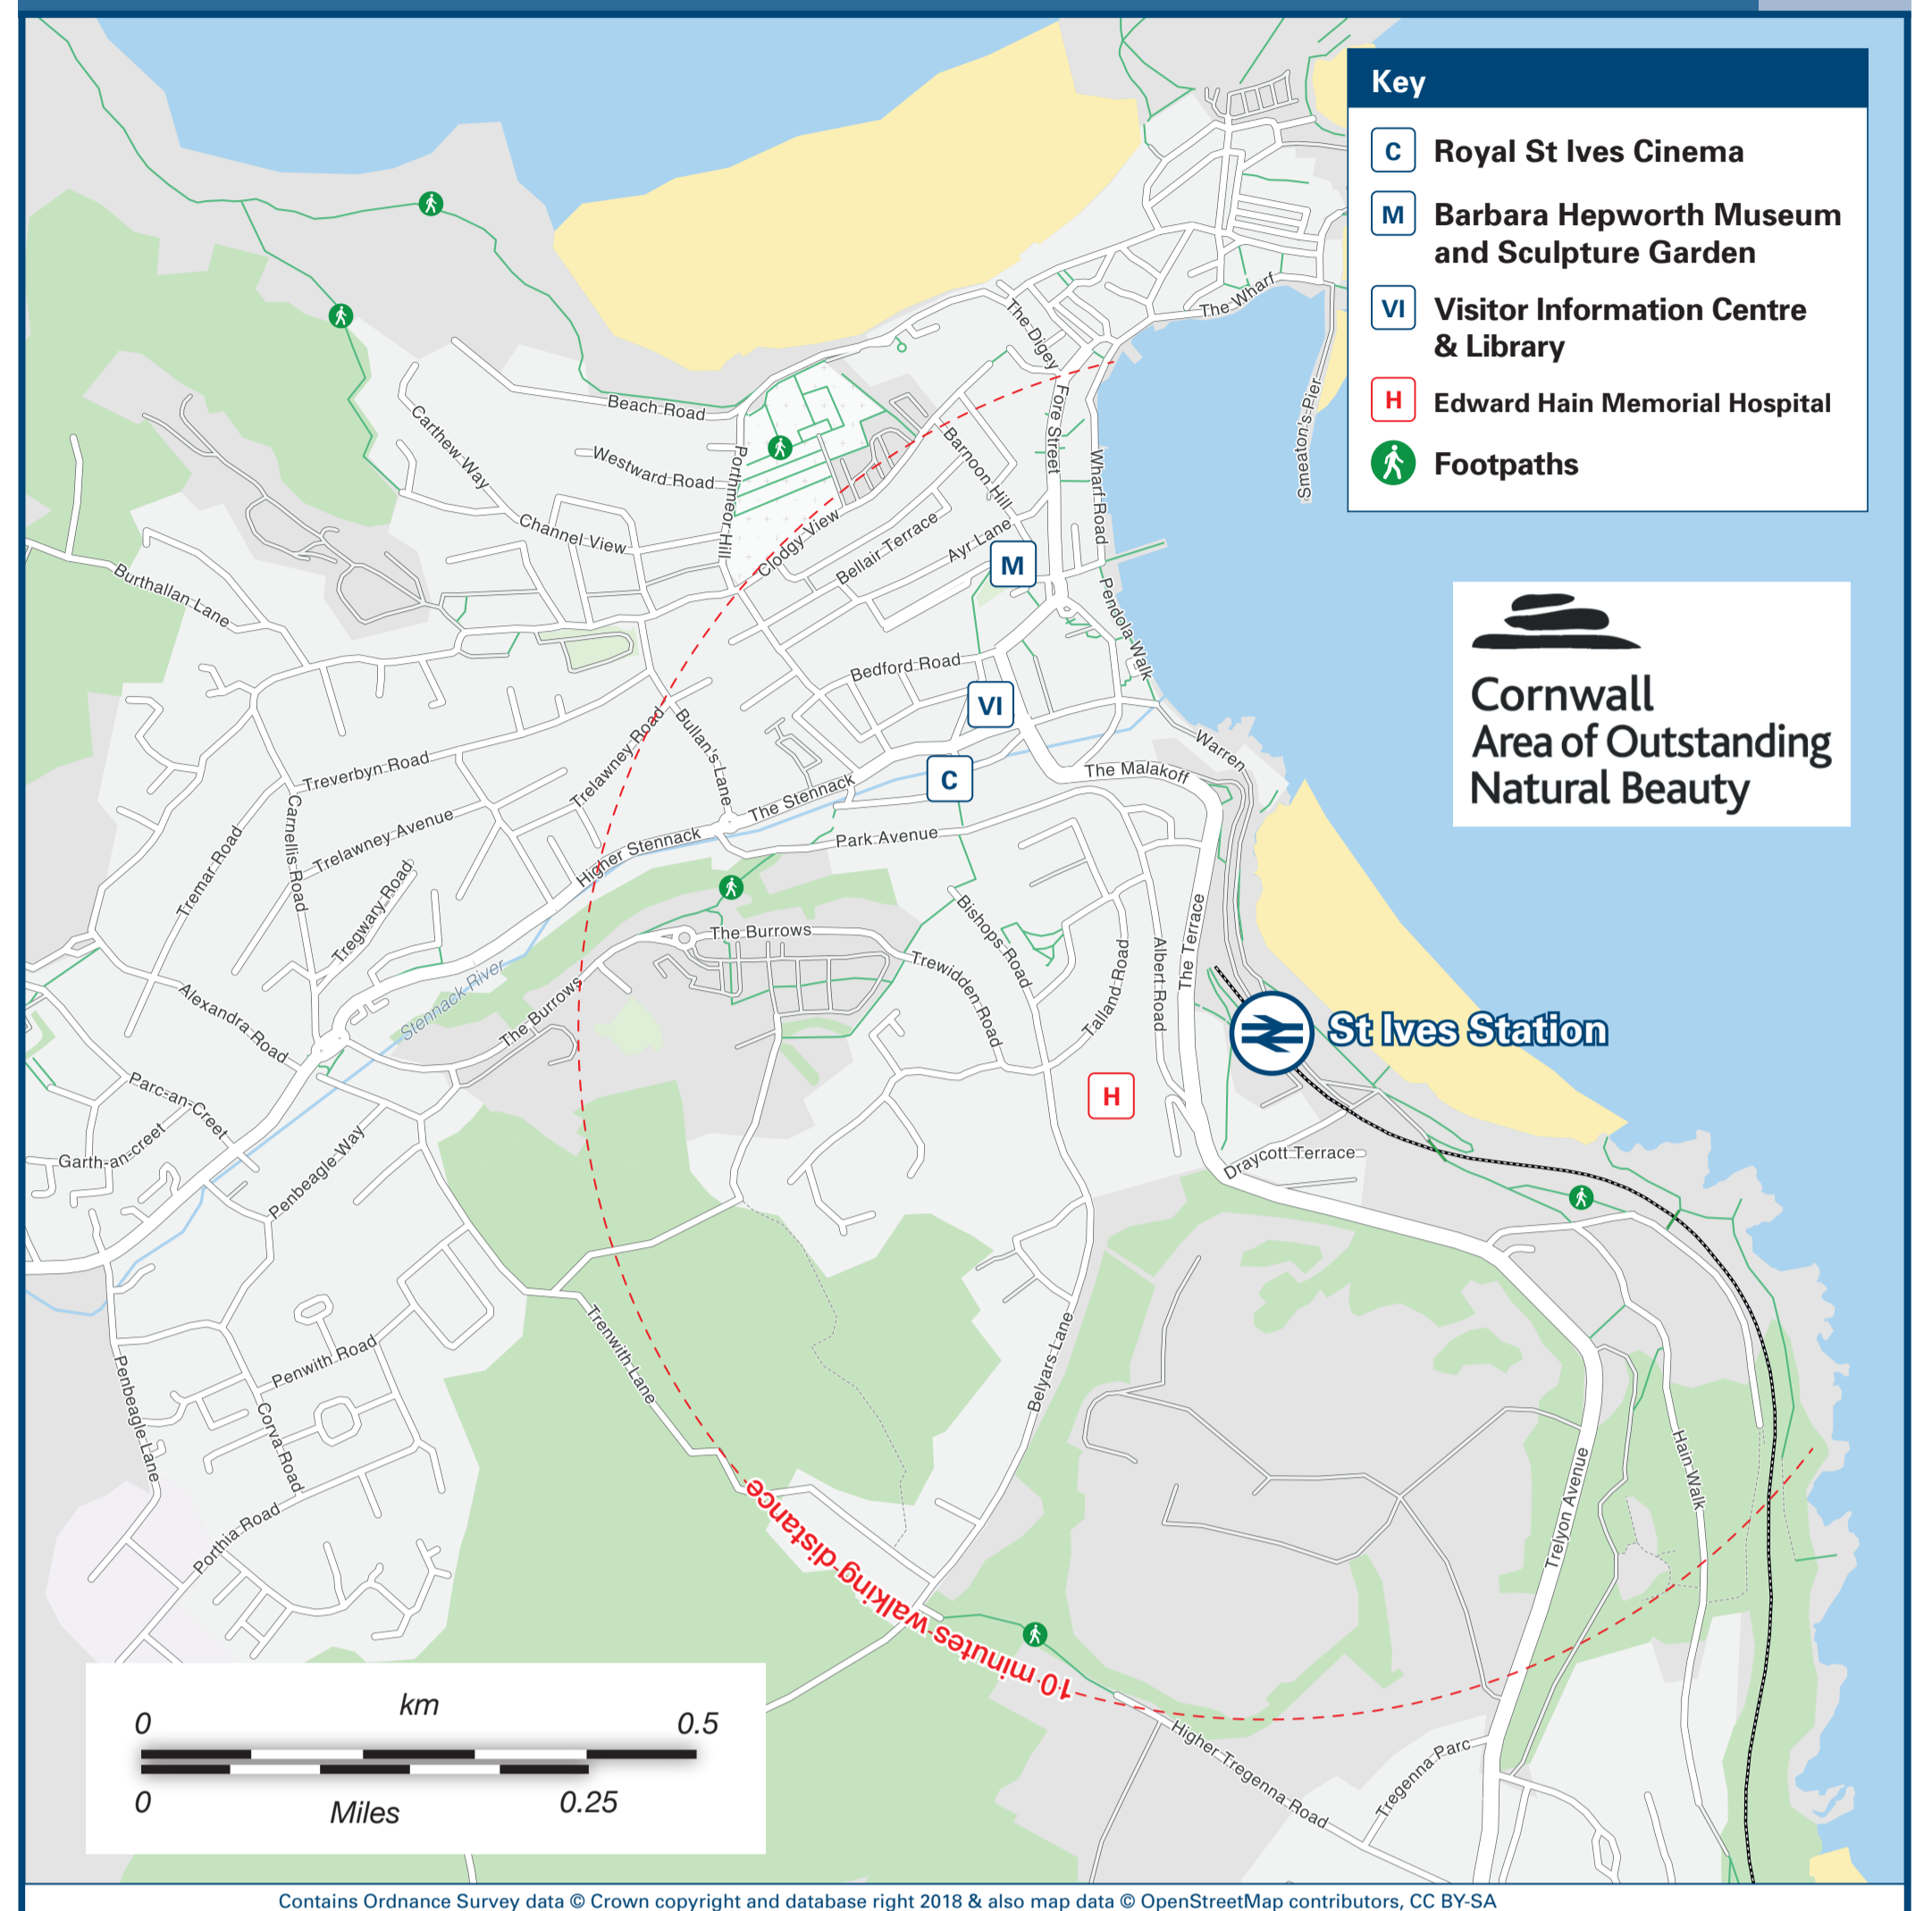 Key
C Royal St Ives Cinema
M Barbara Hepworth Museum
and Sculpture Garden
VI Visitor Information Centre
& Library
H Edward Hain Memorial Hospital
Footpaths
Cornwall
Area of Outstanding
Natural Beauty
The Wharf
The Digey
Smeaton's Pier
Fore Street
Wharf Road
Beach Road
Carthew Way
Westward Road
Porthmeor Hill
Barnoon Hill
Channel View
Clodgy View
Bellair Terrace
Ayr Lane
M
Burthallan Lane
Pendola Walk
Bedford Road
VI
Trelawney Road
Bullan's Lane
Warren
Treverbyn Road
The Stennack
C
The Malakoff
Carnellis Road
Trelawney Avenue
Higher Stennack
Park Avenue
Tremar Road
Tregwary Road
The Burrows
Bishops Road
Trewidden Road
Talland Road
Albert Road
The Terrace
Stennack River
The Burrows
Alexandra Road
St Ives Station
Parc-an-Creet
H
Garth-an-creet
Penbeagle Way
Draycott Terrace
Trenwith Lane
Belyars Lane
Penwith Road
Penbeagle Lane
Corva Road
Porthia Road
Hain Walk
Trelyon Avenue
10 minutes walking distance
Higher Tregenna Road
Tregenna Parc
km
0 0.5
0 0.25
Miles
Contains Ordnance Survey data © Crown copyright and database right 2018 & also map data © OpenStreetMap contributors, CC BY-SA